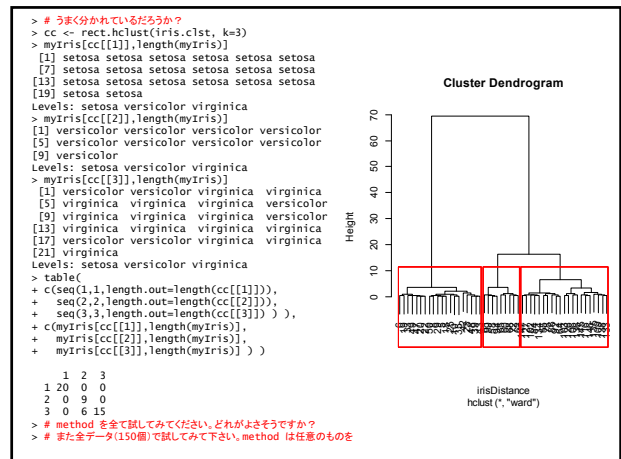 > # うまく分かれているだろうか？
> cc <- rect.hclust(iris.clst, k=3)
> myIris[cc[[1]],length(myIris)]
[1] setosa setosa setosa setosa setosa setosa
[7] setosa setosa setosa setosa setosa setosa
[13] setosa setosa setosa setosa setosa setosa
[19] setosa setosa
Levels: setosa versicolor virginica
> myIris[cc[[2]],length(myIris)]
[1] versicolor versicolor versicolor versicolor
[5] versicolor versicolor versicolor versicolor
[9] versicolor
Levels: setosa versicolor virginica
> myIris[cc[[3]],length(myIris)]
[1] versicolor versicolor virginica virginica
[5] virginica virginica virginica versicolor
[9] virginica virginica virginica versicolor
[13] virginica virginica virginica virginica
[17] versicolor versicolor virginica virginica
[21] virginica
Levels: setosa versicolor virginica
> table(
+ c(seq(1,1,length.out=length(cc[[1]])),
+ seq(2,2,length.out=length(cc[[2]])),
+ seq(3,3,length.out=length(cc[[3]]) ) ),
+ c(myIris[cc[[1]],length(myIris)],
+ myIris[cc[[2]],length(myIris)],
+ myIris[cc[[3]],length(myIris)] ) )
1 2 3
1 20 0 0
2 0 9 0
3 0 6 15
> # method を全て試してみてください。どれがよさそうですか？
> # また全データ(150個)で試してみて下さい。method は任意のものを
Cluster Dendrogram
Height
70
60
50
40
30
20
10
0
irisDistance
hclust (*, "ward")